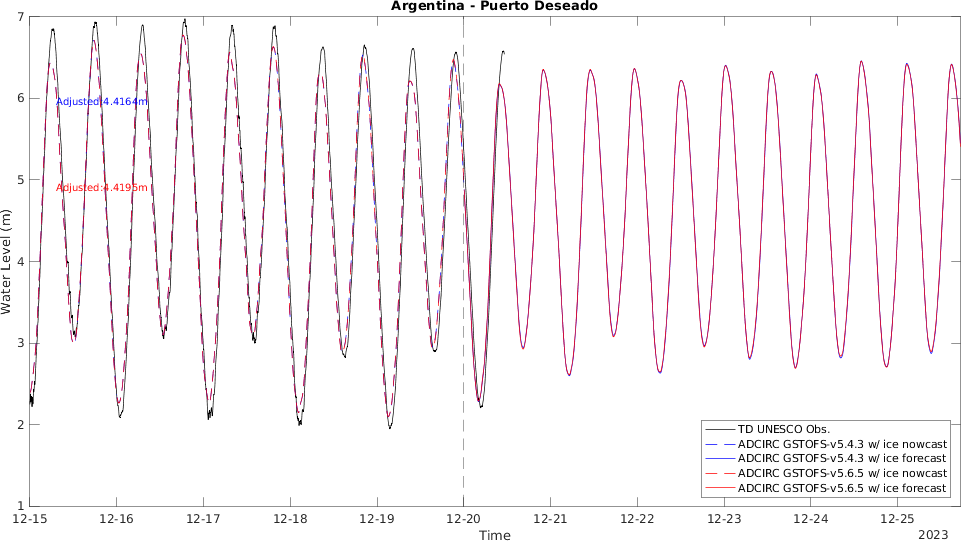 Argentina - Puerto Deseado
7
6
5
4
3
2
1
Water Level (m)
Adjusted:4.4164m
Adjusted:4.4195m
TD UNESCO Obs.
ADCIRC GSTOFS-v5.4.3 w/ ice nowcast
ADCIRC GSTOFS-v5.4.3 w/ ice forecast
ADCIRC GSTOFS-v5.6.5 w/ ice nowcast
ADCIRC GSTOFS-v5.6.5 w/ ice forecast
12-15 12-16 12-17 12-18 12-19 12-20 12-21 12-22 12-23 12-24 12-25
Time
2023